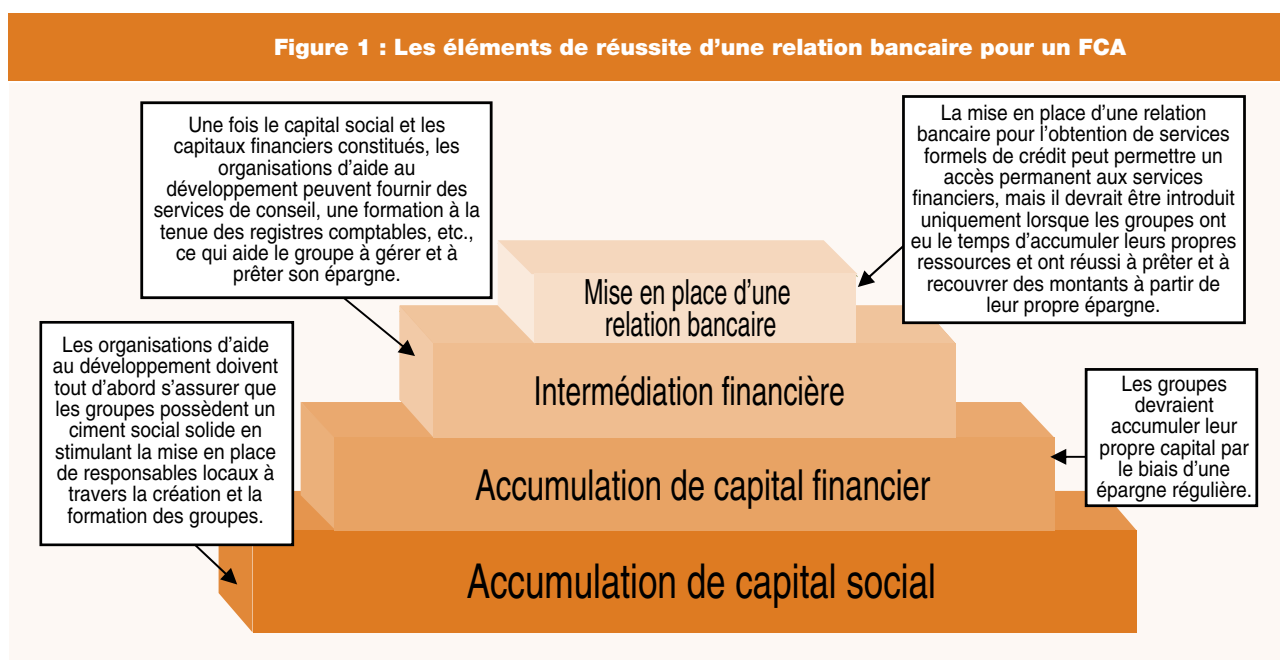 Figure 1 : Les éléments de réussite d’une relation bancaire pour un FCA
Une fois le capital social et les
capitaux financiers constitués, les
organisations d’aide au
développement peuvent fournir des
services de conseil, une formation à la
tenue des registres comptables, etc.,
ce qui aide le groupe à gérer et à
prêter son épargne.
La mise en place d’une relation
bancaire pour l’obtention de services
formels de crédit peut permettre un
accès permanent aux services
financiers, mais il devrait être introduit
uniquement lorsque les groupes ont
eu le temps d’accumuler leurs propres
ressources et ont réussi à prêter et à
recouvrer des montants à partir de
leur propre épargne.
Mise en place d’une
relation bancaire
Les organisations d’aide
au développement doivent
tout d’abord s’assurer que
les groupes possèdent un
ciment social solide en
stimulant la mise en place
de responsables locaux à
travers la création et la
formation des groupes.
Intermédiation financière
Les groupes
devraient
accumuler leur
propre capital par
le biais d’une
épargne régulière.
Accumulation de capital financier
Accumulation de capital social